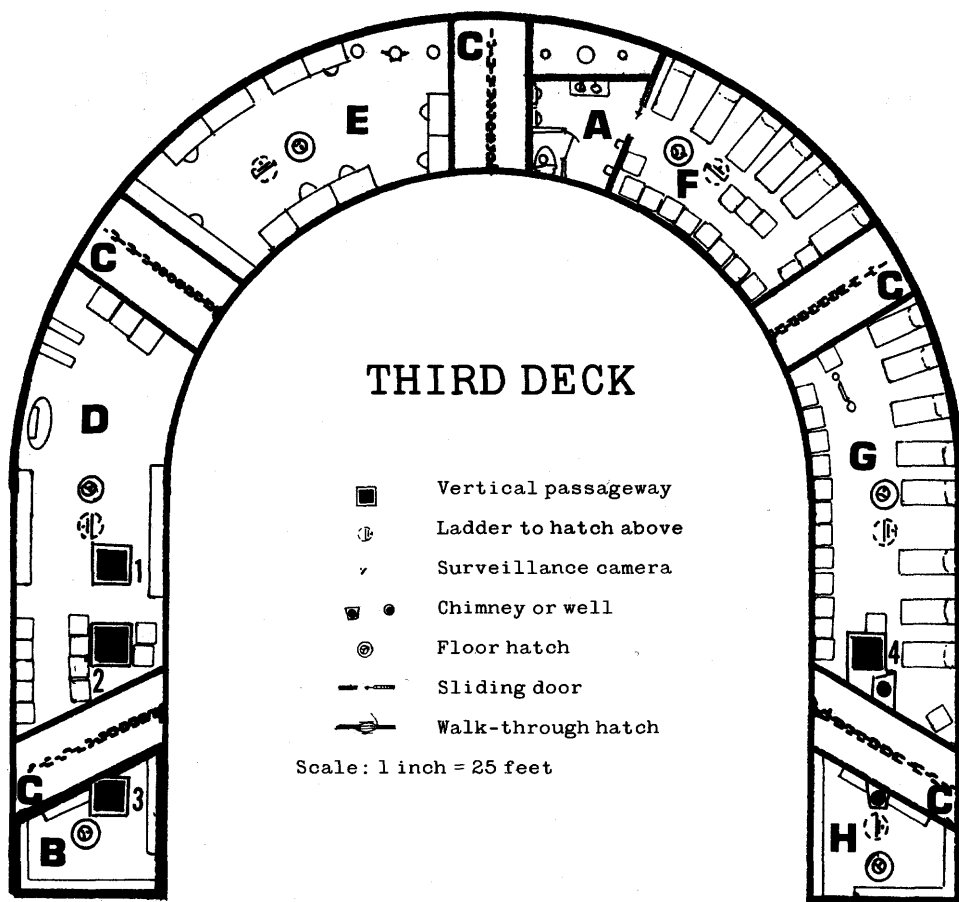 C
A
E
F
C
C
THIRD DECK
D
G
Vertical passageway
Ladder to hatch above
Surveillance camera
1
Chimney or well
Floor hatch
4
2
Sliding door
Walk-through hatch
Scale: 1 inch = 25 feet
C
3
C
B
H